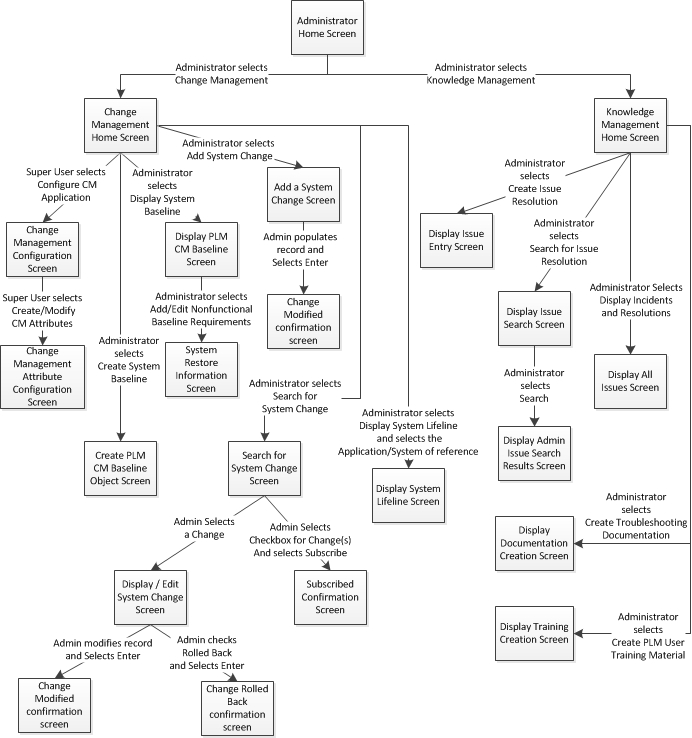 Administrator
Home Screen
Administrator selects
Change Management
Administrator selects
Knowledge Management
Change
Management
Home Screen
Knowledge
Management
Home Screen
Administrator selects
Add System Change
Super User selects
Configure CM
Application
Administrator
selects
Display System
Baseline
Add a System
Change Screen
Administrator
selects
Create Issue
Resolution
Change
Management
Configuration
Screen
Display PLM
CM Baseline
Screen
Admin populates
record and
Selects Enter
Display Issue
Entry Screen
Administrator
selects
Search for Issue
Resolution
Super User selects
Create/Modify
CM Attributes
Administrator selects
Add/Edit Nonfunctional
Baseline Requirements
Change
Modified
confirmation
screen
Display Issue
Search Screen
Administrator Selects
Display Incidents
and Resolutions
Change
Management
Attribute
Configuration
Screen
Administrator
selects
Create System
Baseline
System
Restore
Information
Screen
Administrator
selects
Search
Display All
Issues Screen
Administrator selects
Search for
System Change
Administrator selects
Display System Lifeline
and selects the
Application/System of reference
Create PLM
CM Baseline
Object Screen
Search for
System Change
Screen
Display System
Lifeline Screen
Display Admin
Issue Search
Results Screen
Admin Selects
a Change
Admin Selects
Checkbox for Change(s)
And selects Subscribe
Display
Documentation
Creation Screen
Administrator
selects
Create Troubleshooting
Documentation
Display / Edit
System Change
Screen
Subscribed
Confirmation
Screen
Display Training
Creation Screen
Administrator
selects
Create PLM User
Training Material
Admin modifies record
and Selects Enter
Admin checks
Rolled Back
and Selects Enter
Change
Modified
confirmation
screen
Change Rolled
Back
confirmation
screen